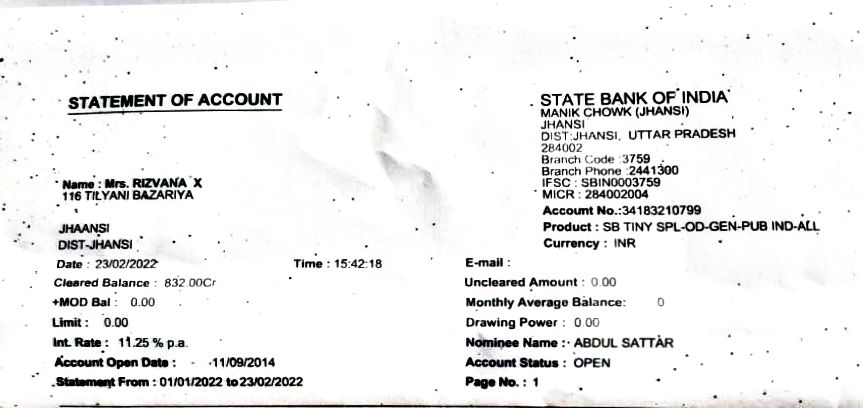 STATEMENT OF ACCOUNT
STATE BANK OF INDIA
MANIK CHOWK (JHANSI)
JHANSI
DIST:JHANSI, UTTAR PRADESH
284002
Branch Code :3759
Branch Phone :2441300
IFSC : SBIN0003759
MICR : 284002004
Account No.:34183210799
Product : SB TINY SPL-OD-GEN-PUB IND-ALL
Currency : INR
Name : Mrs. RIZVANA X
116 TILYANI BAZARIYA
JHAANSI
DIST-JHANSI
Date : 23/02/2022 Time : 15:42:18 E-mail :
Cleared Balance : 832.00Cr Uncleared Amount : 0.00
+MOD Bal : 0.00 Monthly Average Balance: 0
Limit : 0.00 Drawing Power : 0.00
Int. Rate : 11.25 % p.a. Nominee Name : ABDUL SATTAR
Account Open Date : 11/09/2014 Account Status : OPEN
Statement From : 01/01/2022 to 23/02/2022 Page No. : 1